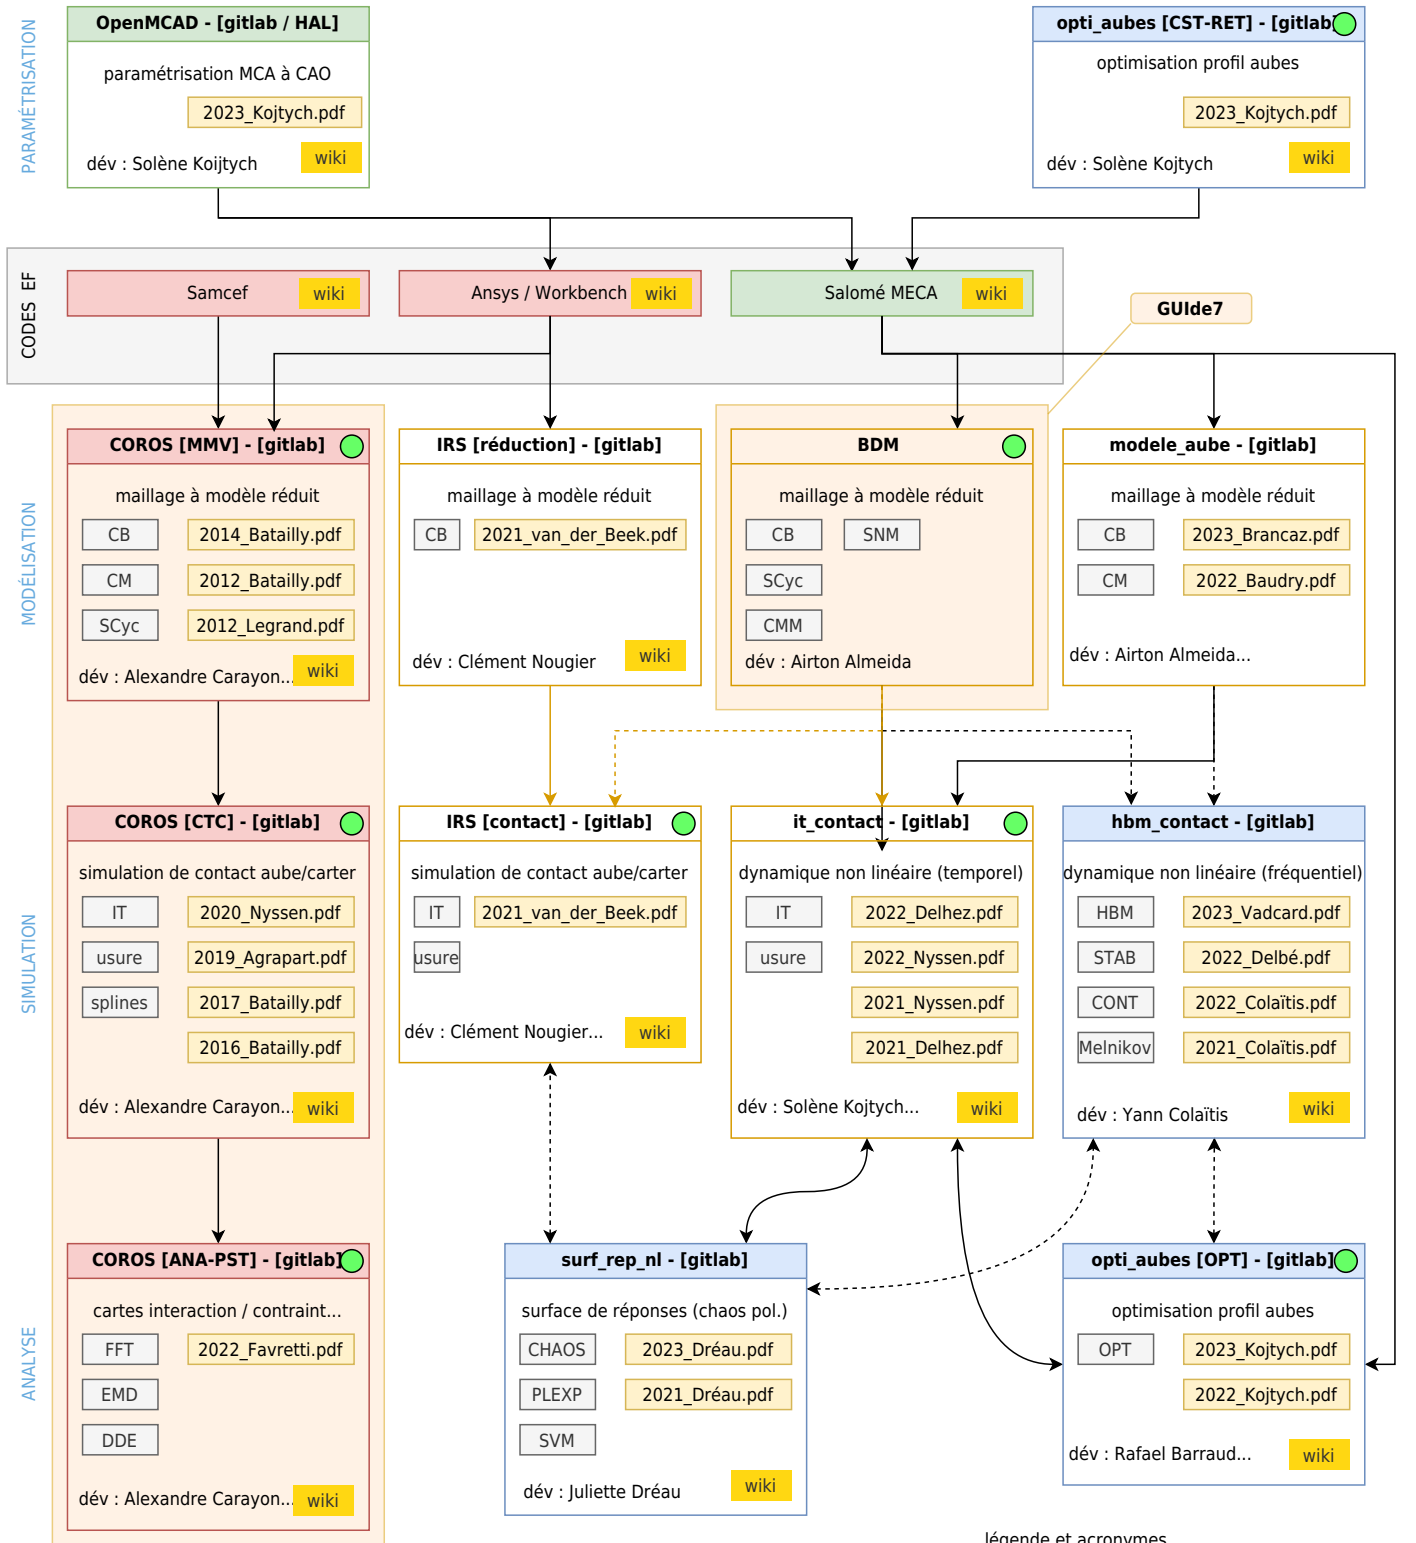 PARAMÉTRISATION
OpenMCAD - [gitlab / HAL]
paramétrisation MCA à CAO
2023_Kojtych.pdf
dév : Solène Koijtych
wiki
opti_aubes [CST-RET] - [gitlab]
optimisation profil aubes
2023_Kojtych.pdf
dév : Solène Kojtych
wiki
CODES EF
Samcef
wiki
Ansys / Workbench
wiki
Salomé MECA
wiki
GUIde7
MODÉLISATION
COROS [MMV] - [gitlab]
maillage à modèle réduit
CB
2014_Batailly.pdf
CM
2012_Batailly.pdf
SCyc
2012_Legrand.pdf
dév : Alexandre Carayon...
wiki
IRS [réduction] - [gitlab]
maillage à modèle réduit
CB
2021_van_der_Beek.pdf
dév : Clément Nougier
wiki
BDM
maillage à modèle réduit
CB
SNM
SCyc
CMM
dév : Airton Almeida
modele_aube - [gitlab]
maillage à modèle réduit
CB
2023_Brancaz.pdf
CM
2022_Baudry.pdf
dév : Airton Almeida...
SIMULATION
COROS [CTC] - [gitlab]
simulation de contact aube/carter
IT
2020_Nyssen.pdf
usure
2019_Agrapart.pdf
splines
2017_Batailly.pdf
2016_Batailly.pdf
dév : Alexandre Carayon...
wiki
IRS [contact] - [gitlab]
simulation de contact aube/carter
IT
2021_van_der_Beek.pdf
usure
dév : Clément Nougier...
wiki
it_contact - [gitlab]
dynamique non linéaire (temporel)
IT
2022_Delhez.pdf
usure
2022_Nyssen.pdf
2021_Nyssen.pdf
2021_Delhez.pdf
dév : Solène Kojtych...
wiki
hbm_contact - [gitlab]
dynamique non linéaire (fréquentiel)
HBM
2023_Vadcard.pdf
STAB
2022_Delbé.pdf
CONT
2022_Colaïtis.pdf
Melnikov
2021_Colaïtis.pdf
dév : Yann Colaïtis
wiki
ANALYSE
COROS [ANA-PST] - [gitlab]
cartes interaction / contraint...
FFT
2022_Favretti.pdf
EMD
DDE
dév : Alexandre Carayon...
wiki
surf_rep_nl - [gitlab]
surface de réponses (chaos pol.)
CHAOS
2023_Dréau.pdf
PLEXP
2021_Dréau.pdf
SVM
dév : Juliette Dréau
wiki
opti_aubes [OPT] - [gitlab]
optimisation profil aubes
OPT
2023_Kojtych.pdf
2022_Kojtych.pdf
dév : Rafael Barraud...
wiki
légende et acronymes